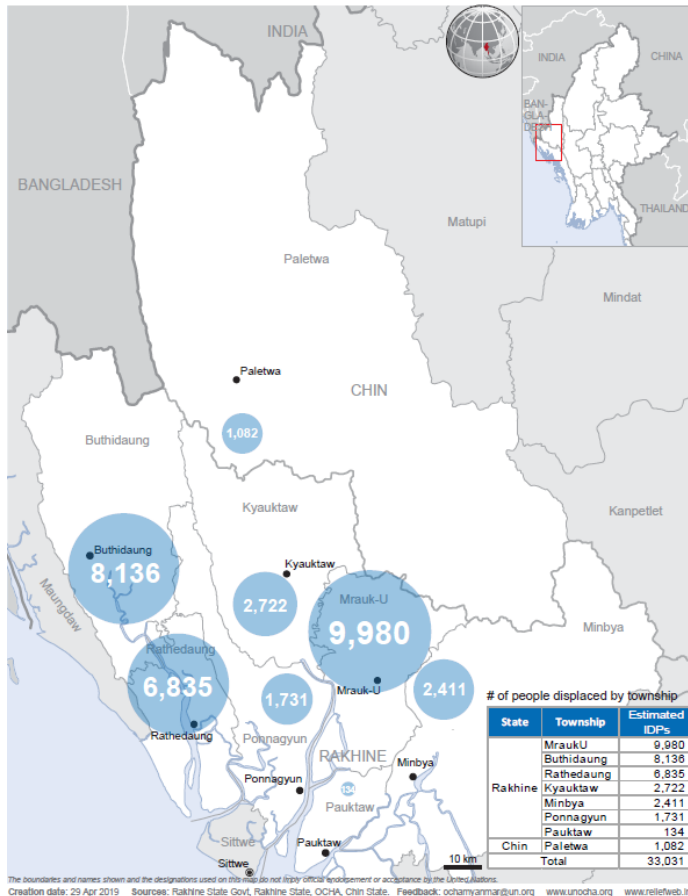 INDIA
INDIA
CHINA
BAN-
GLA-
DESH
THAILAND
BANGLADESH
Matupi
Paletwa
Mindat
Paletwa
CHIN
1,082
Buthidaung
Kyauktaw
Kanpetlet
Buthidaung
8,136
Kyauktaw
Maungdaw
2,722
Mrauk-U
9,980
Minbya
Rathedaung
6,835
1,731
Mrauk-U
2,411
Rathedaung
Ponnagyun
RAKHINE
Minbya
Ponnagyun
134
Pauktaw
Sittwe
Pauktaw
Sittwe
10 km
# of people displaced by township
State Township Estimated IDPs
Rakhine MraukU 9,980
Buthidaung 8,136
Rathedaung 6,835
Kyauktaw 2,722
Minbya 2,411
Ponnagyun 1,731
Pauktaw 134
Chin Paletwa 1,082
Total 33,031
The boundaries and names shown and the designations used on this map do not imply official endorsement or acceptance by the United Nations.
Creation date: 29 Apr 2019 Sources: Rakhine State Govt, Rakhine State, OCHA, Chin State. Feedback: ochamyanmar@un.org www.unocha.org www.reliefweb.i